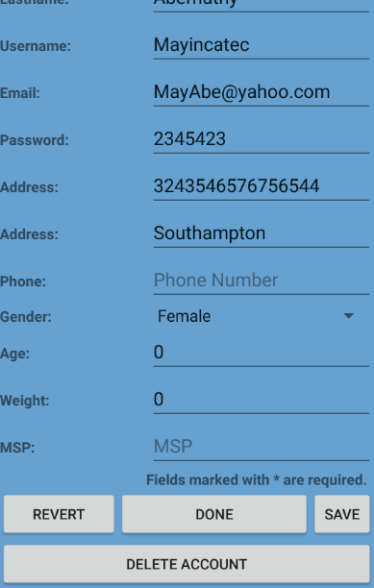 Lastname: Abernathy
Username: Mayincatec
Email: MayAbe@yahoo.com
Password: 2345423
Address: 3243546576756544
Address: Southampton
Phone: Phone Number
Gender: Female
Age: 0
Weight: 0
MSP: MSP
Fields marked with * are required.
REVERT DONE SAVE
DELETE ACCOUNT